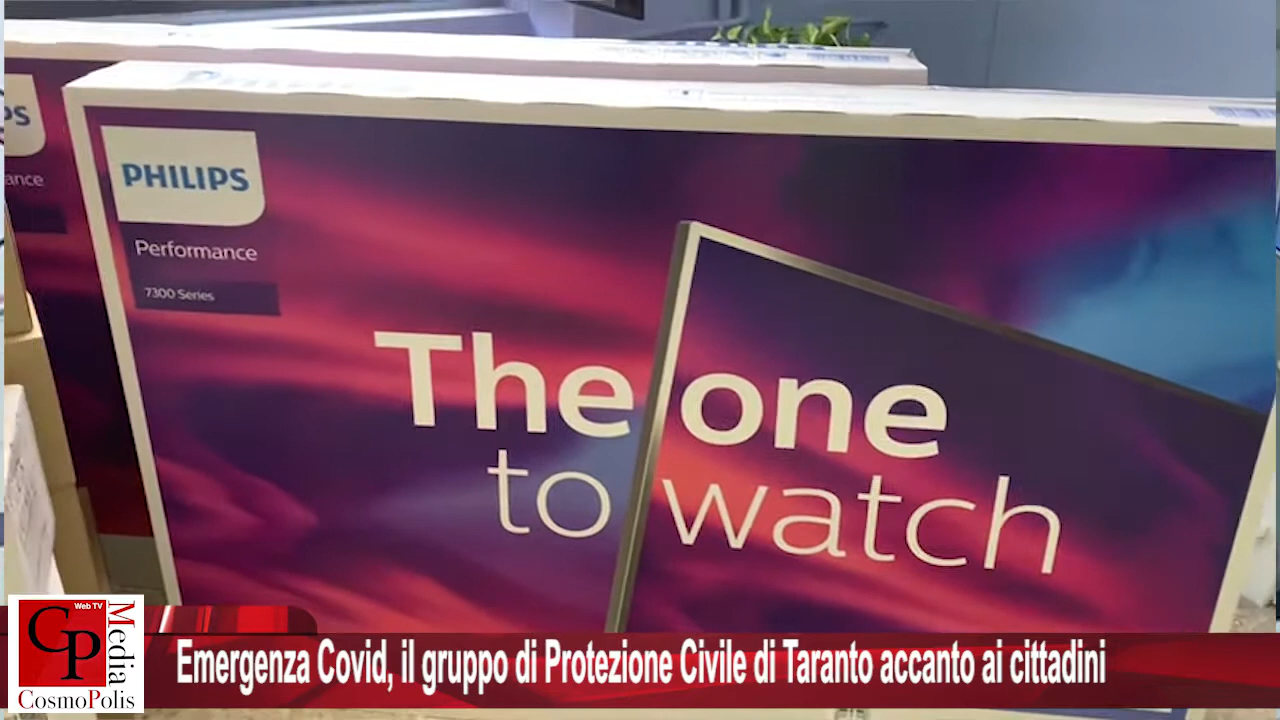 PS
ance
PHILIPS
Performance
7300 Series
The one
to watch
Web TV
CP
Media
CosmoPolis
Emergenza Covid, il gruppo di Protezione Civile di Taranto accanto ai cittadini